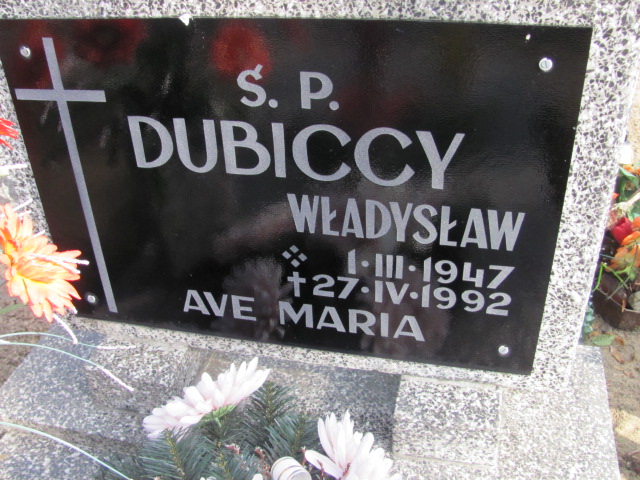 Ś. P.
DUBICCY
WŁADYSŁAW
1·III·1947
27·IV·1992
AVE MARIA